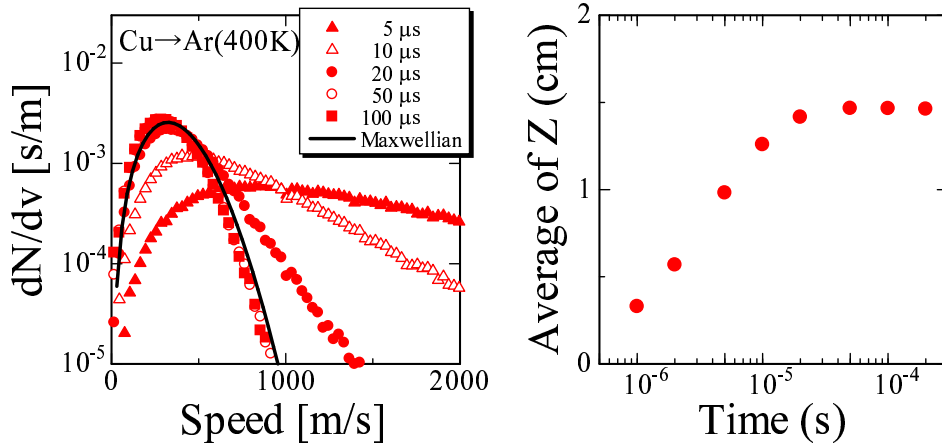 Cu→Ar(400K)
5 μs
10 μs
20 μs
50 μs
100 μs
Maxwellian
10⁻²
10⁻³
10⁻⁴
10⁻⁵
dN/dv [s/m]
0 1000 2000
Speed [m/s]
2
1
0
Average of Z (cm)
10⁻⁶ 10⁻⁵ 10⁻⁴
Time (s)